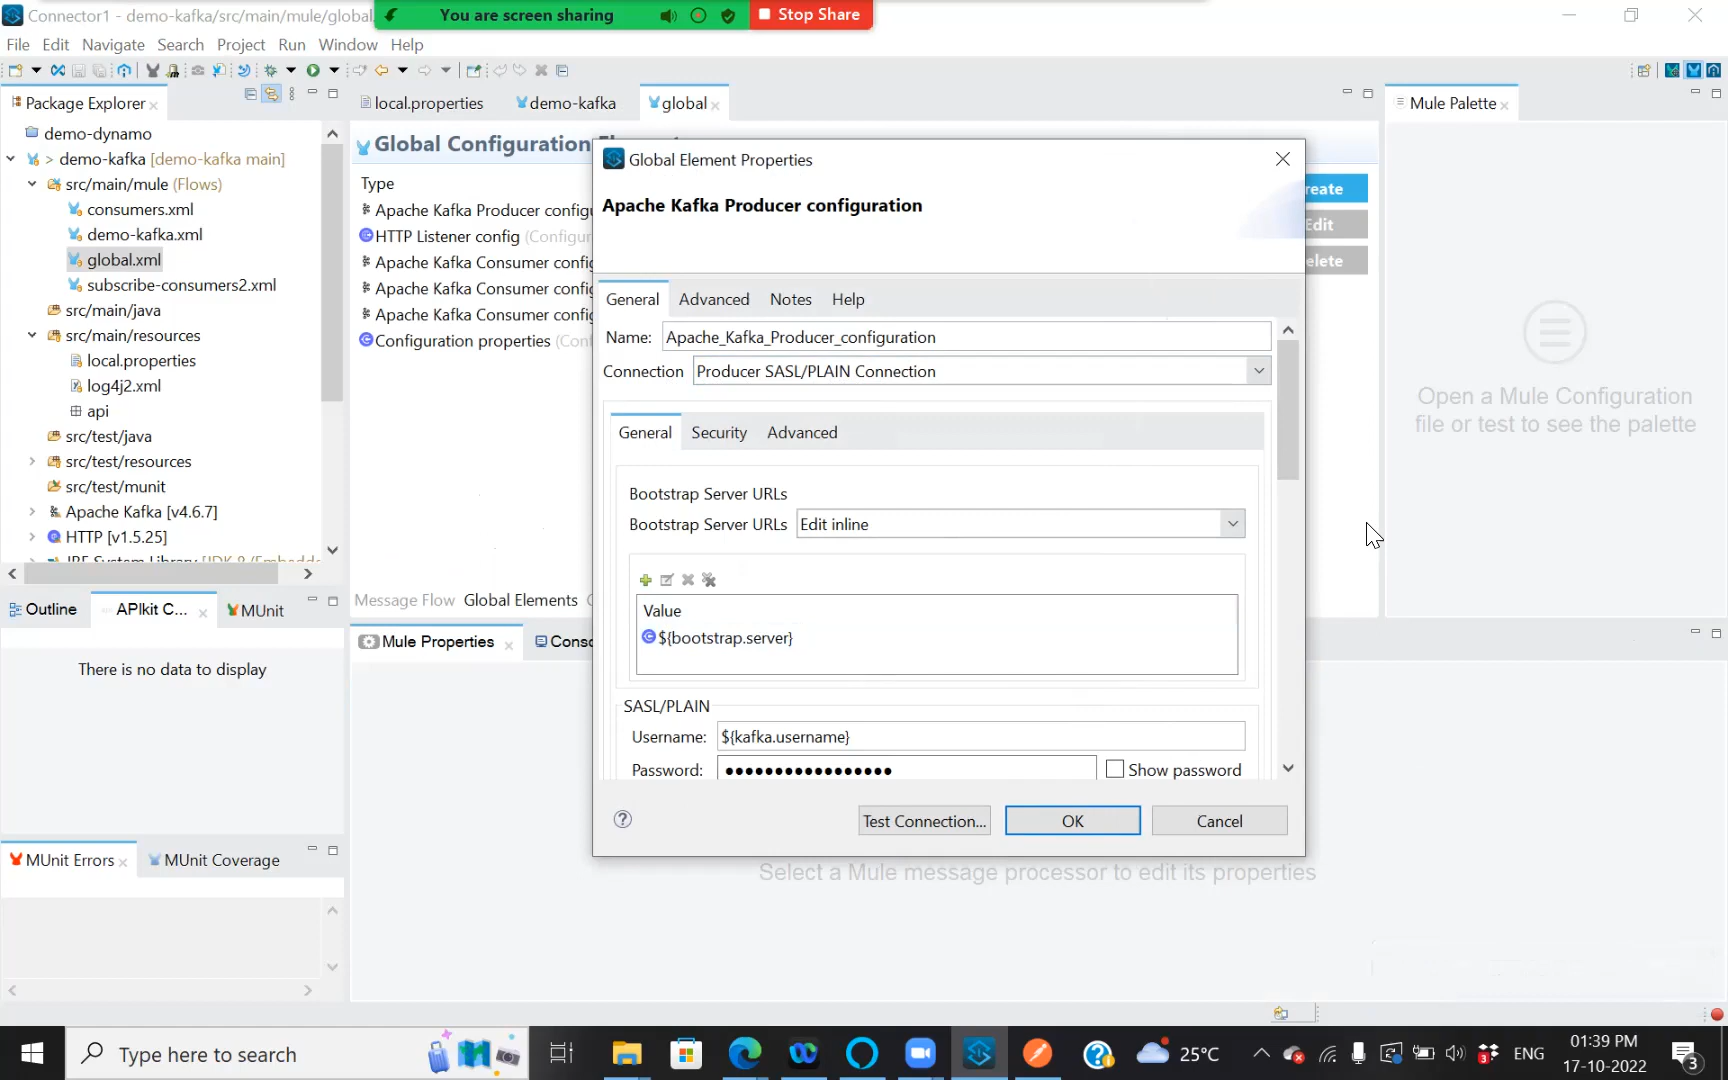 Connector1 - demo-kafka/src/main/mule/global.
You are screen sharing
Stop Share
File Edit Navigate Search Project Run Window Help
Package Explorer
local.properties
demo-kafka
global
Mule Palette
demo-dynamo
demo-kafka [demo-kafka main]
src/main/mule (Flows)
consumers.xml
demo-kafka.xml
global.xml
subscribe-consumers2.xml
src/main/java
src/main/resources
local.properties
log4j2.xml
api
src/test/java
src/test/resources
src/test/munit
Apache Kafka [v4.6.7]
HTTP [v1.5.25]
Global Configuration
Type
Apache Kafka Producer configu
HTTP Listener config (Configur
Apache Kafka Consumer config
Apache Kafka Consumer config
Apache Kafka Consumer config
Configuration properties (Conf
reate
Edit
elete
Open a Mule Configuration
file or test to see the palette
Global Element Properties
Apache Kafka Producer configuration
General Advanced Notes Help
Name: Apache_Kafka_Producer_configuration
Connection Producer SASL/PLAIN Connection
General Security Advanced
Bootstrap Server URLs
Bootstrap Server URLs Edit inline
Value
${bootstrap.server}
SASL/PLAIN
Username: ${kafka.username}
Password: ●●●●●●●●●●●●●●●●● Show password
Test Connection... OK Cancel
Message Flow Global Elements
Outline
APIkit C...
MUnit
There is no data to display
Mule Properties
Conso
Select a Mule message processor to edit its properties
MUnit Errors
MUnit Coverage
Type here to search
25°C
ENG
01:39 PM
17-10-2022
3